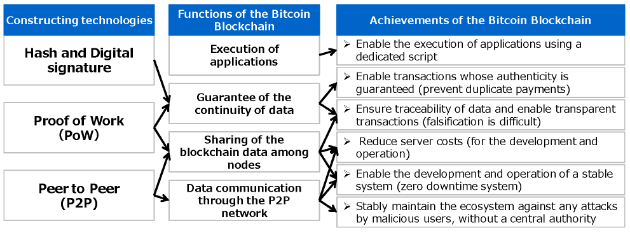 Constructing technologies
Hash and Digital
signature
Proof of Work
(PoW)
Peer to Peer
(P2P)
Functions of the Bitcoin
Blockchain
Execution of
applications
Guarantee of the
continuity of data
Sharing of the
blockchain data among
nodes
Data communication
through the P2P
network
Achievements of the Bitcoin Blockchain
➢ Enable the execution of applications using a
dedicated script
➢ Enable transactions whose authenticity is
guaranteed (prevent duplicate payments)
➢ Ensure traceability of data and enable transparent
transactions (falsification is difficult)
➢ Reduce server costs (for the development and
operation)
➢ Enable the development and operation of a stable
system (zero downtime system)
➢ Stably maintain the ecosystem against any attacks
by malicious users, without a central authority